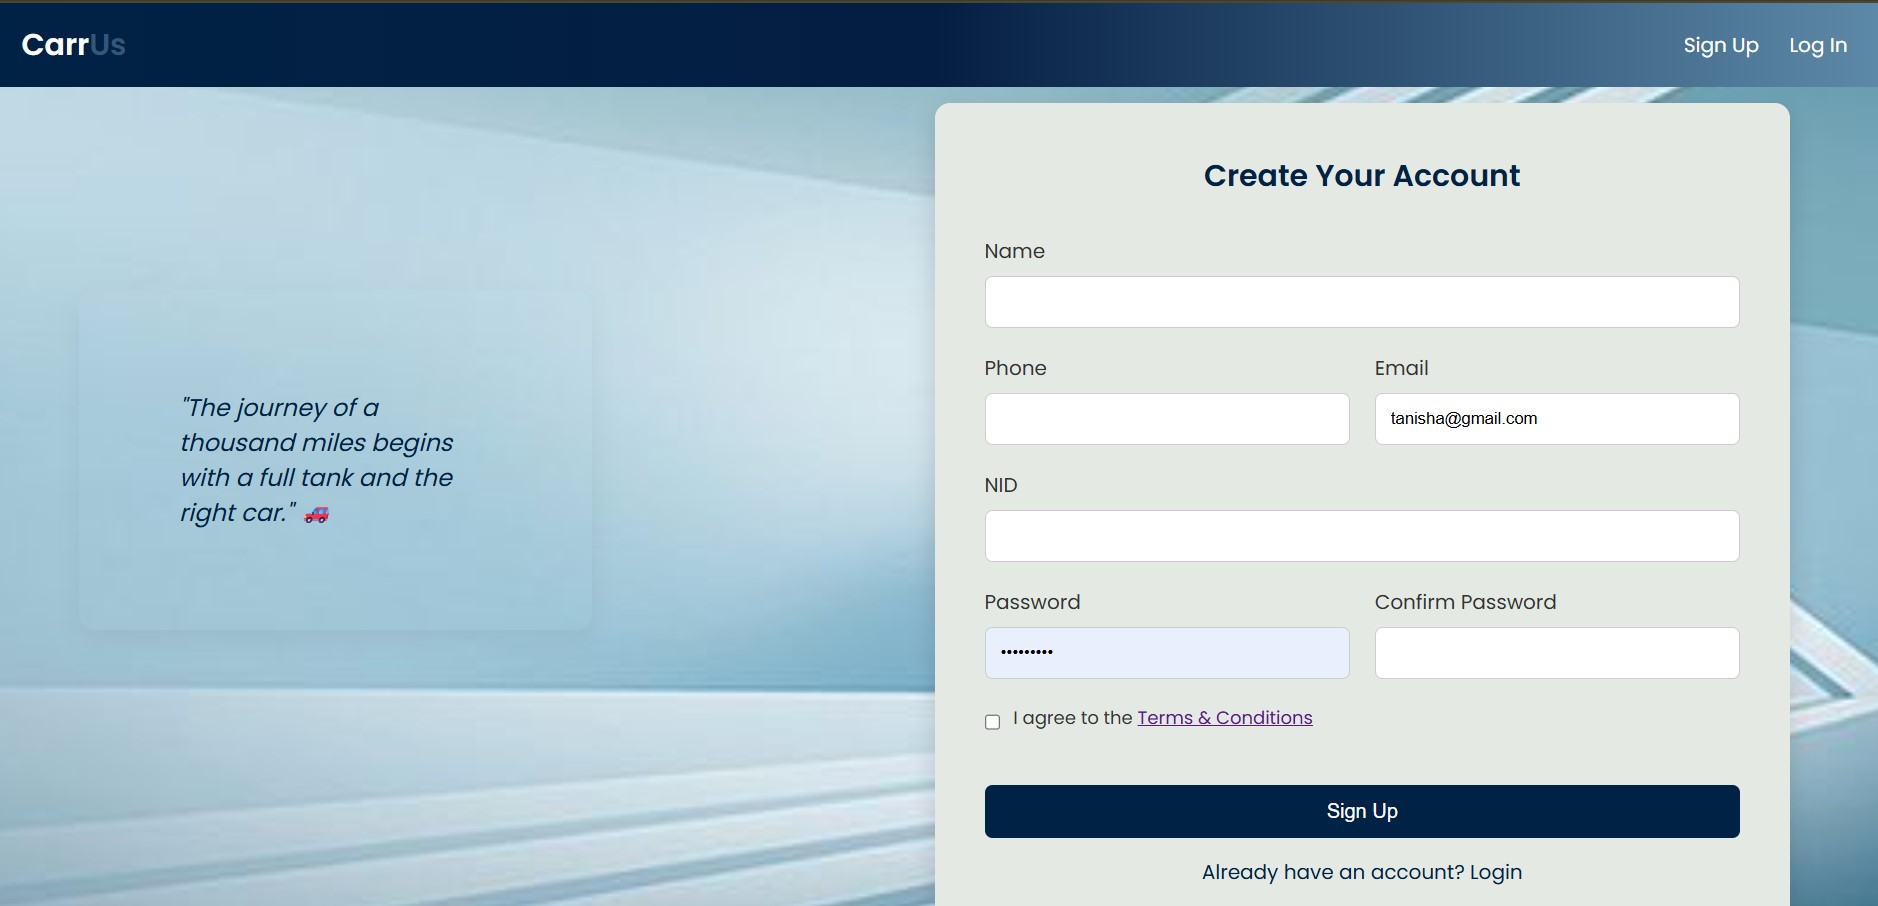 CarrUs
Sign Up
Log In
"The journey of a
thousand miles begins
with a full tank and the
right car." 🚙
Create Your Account
Name
Phone
Email
tanisha@gmail.com
NID
Password
Confirm Password
•••••••••
I agree to the Terms & Conditions
Sign Up
Already have an account? Login